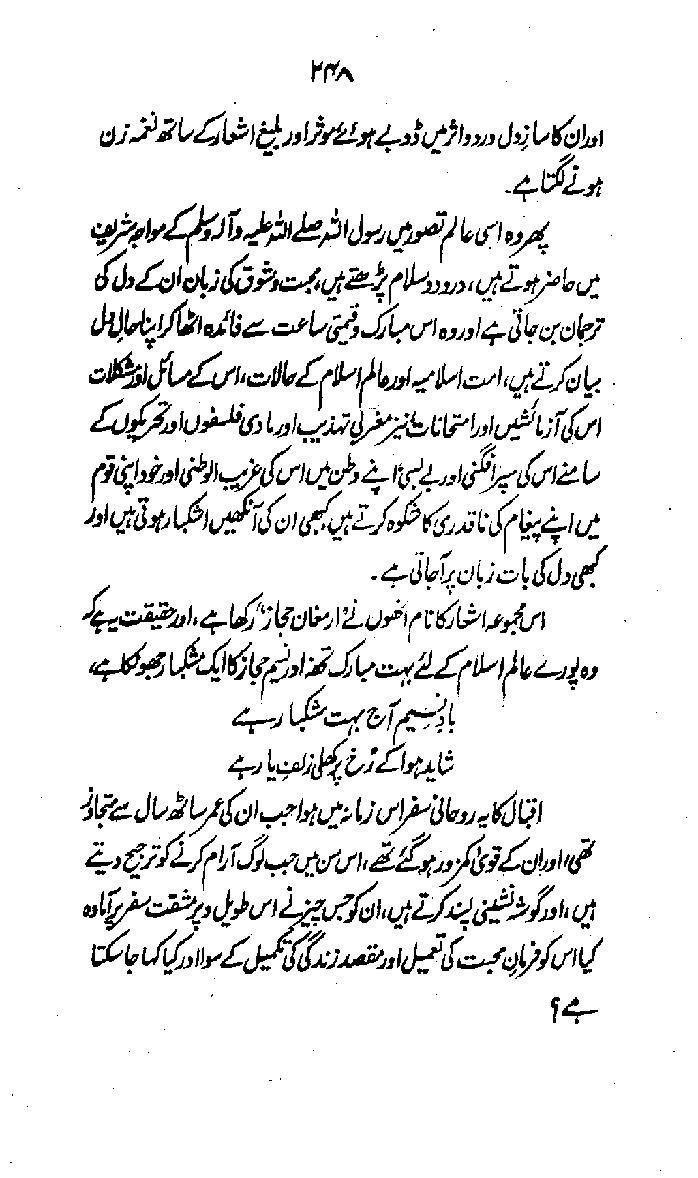 ۲۴۸
اور ان کا سازِ دل درد و اثر میں ڈوبے ہوئے موثر اور بلیغ اشعار کے ساتھ نغمہ زن
ہونے لگتا ہے۔
پھر وہ اسی عالم تصور میں رسول اللہ صلے اللہ علیہ وآلہ وسلم کے مواجہ شریف
میں حاضر ہوتے ہیں، درود و سلام پڑھتے ہیں، محبت و شوق کی زبان ان کے دل کی
ترجمان بن جاتی ہے اور وہ اس مبارک و قیمتی ساعت سے فائدہ اٹھا کر اپنا حالِ دل
بیان کرتے ہیں، امت اسلامیہ اور عالم اسلام کے حالات، اس کے مسائل اور مشکلات
اس کی آزمائشیں اور امتحانات نیز مغربی تہذیب اور مادی فلسفوں اور تحریکوں کے
سامنے اس کی سپر افگنی اور بے بسی، اپنے وطن میں اس کی غریب الوطنی اور خود اپنی قوم
میں اپنے پیغام کی ناقدری کا شکوہ کرتے ہیں، کبھی ان کی آنکھیں اشکبار ہوتی ہیں اور
کبھی دل کی بات زبان پر آجاتی ہے۔
اس مجموعہ اشعار کا نام انھوں نے "ارمغان حجاز" رکھا ہے، اور حقیقت یہ ہے کہ
وہ پورے عالم اسلام کے لئے بہت مبارک تحفہ اور نسیم حجاز کا ایک مشکبار جھونکا ہے،
بادِ نسیم آج بہت مشکبار ہے
شاید ہوا کے رُخ پر کھلی زلفِ یار ہے
اقبال کا یہ روحانی سفر اس زمانہ میں ہوا جب ان کی عمر ساٹھ سال سے متجاوز
تھی، اور ان کے قویٰ کمزور ہو گئے تھے، اس سن میں جب لوگ آرام کرنے کو ترجیح دیتے
ہیں، اور گوشہ نشینی پسند کرتے ہیں، ان کو جس چیز نے اس طویل و پر مشقت سفر پر آمادہ
کیا اس کو فرمانِ محبت کی تعمیل اور مقصد زندگی کی تکمیل کے سوا اور کیا کہا جا سکتا
ہے؟